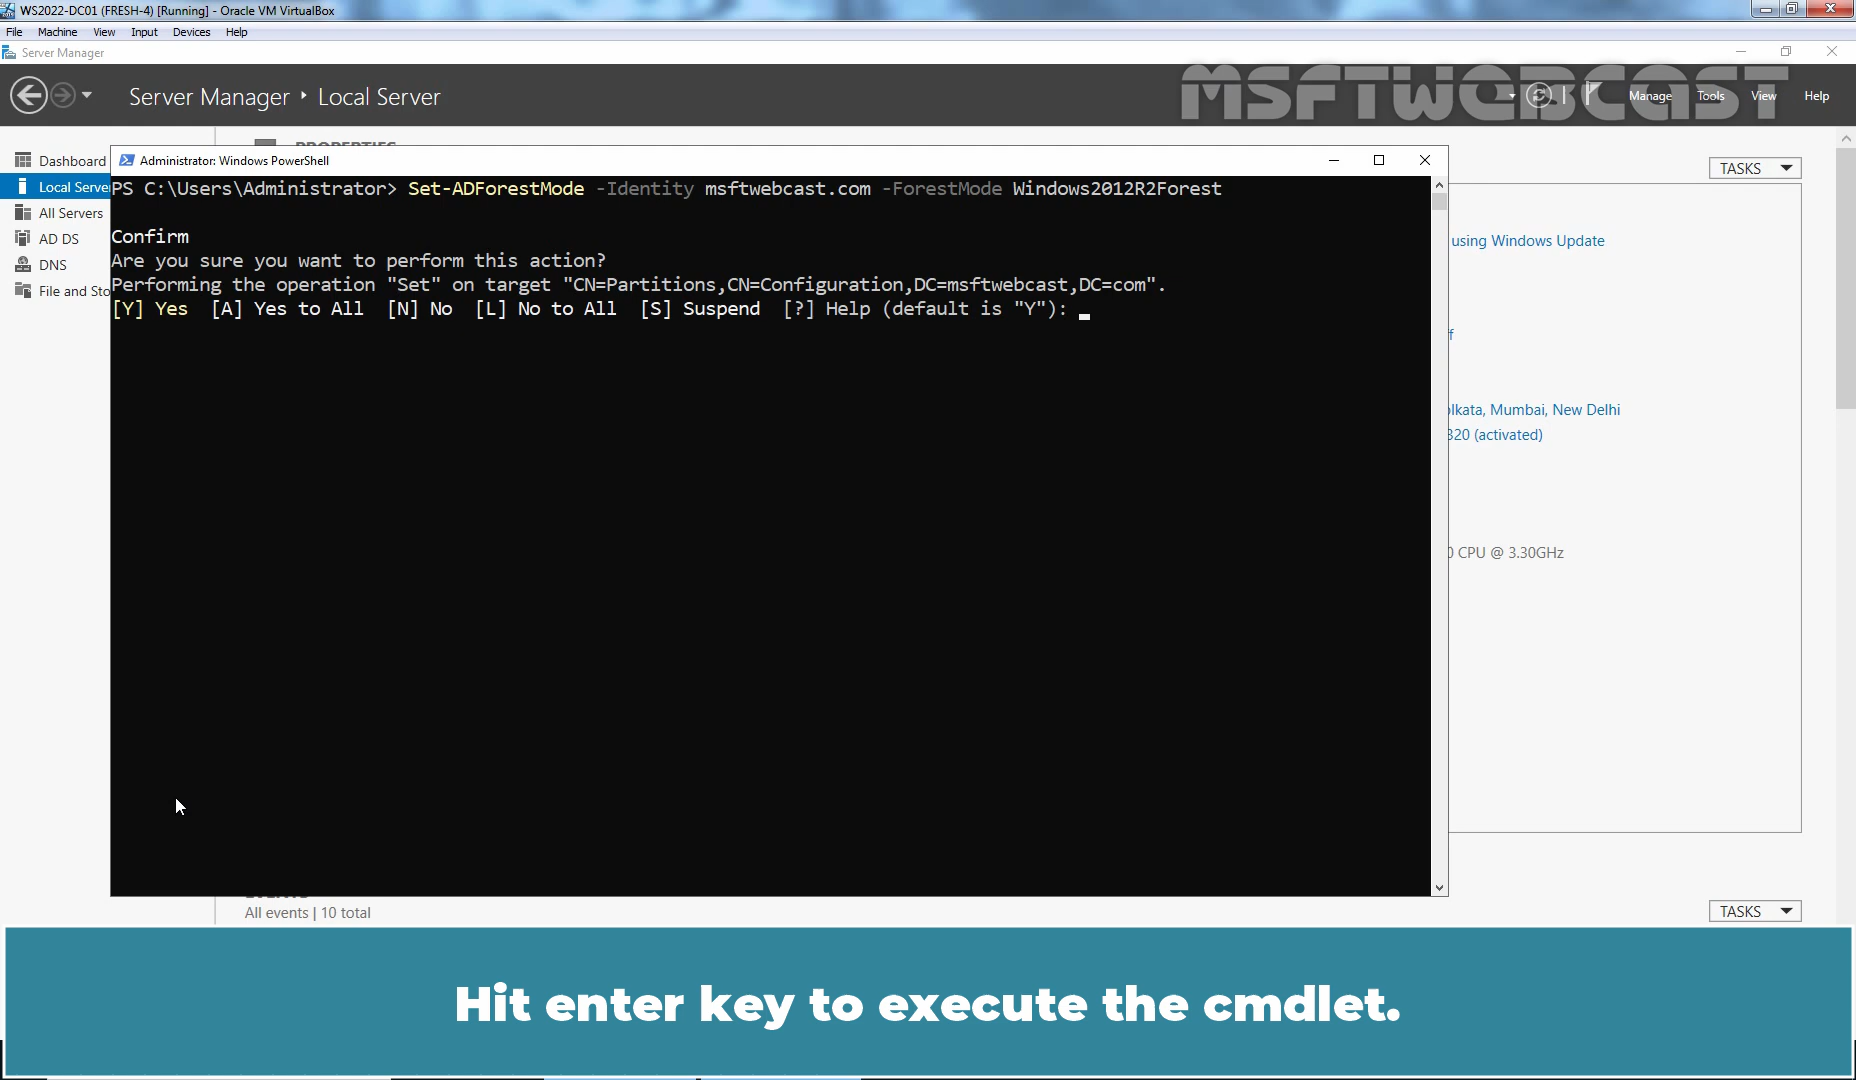 WS2022-DC01 (FRESH-4) [Running] - Oracle VM VirtualBox
File Machine View Input Devices Help
Server Manager
Server Manager ‣ Local Server
MSFTWEBCAST
Manage Tools View Help
Dashboard
Local Serve
All Servers
AD DS
DNS
File and Sto
PROPERTIES
TASKS
Administrator: Windows PowerShell
PS C:\Users\Administrator> Set-ADForestMode -Identity msftwebcast.com -ForestMode Windows2012R2Forest
Confirm
Are you sure you want to perform this action?
Performing the operation "Set" on target "CN=Partitions,CN=Configuration,DC=msftwebcast,DC=com".
[Y] Yes [A] Yes to All [N] No [L] No to All [S] Suspend [?] Help (default is "Y"):
using Windows Update
f
olkata, Mumbai, New Delhi
320 (activated)
0 CPU @ 3.30GHz
EVENTS
All events | 10 total
TASKS
Hit enter key to execute the cmdlet.